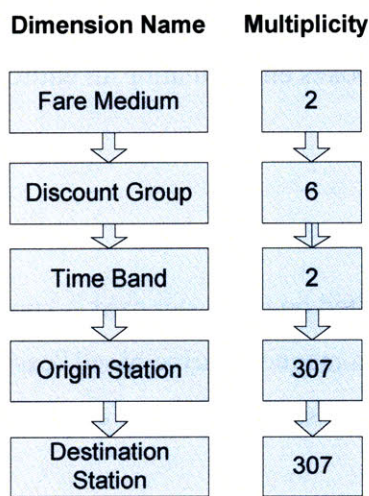 Dimension Name Multiplicity
Fare Medium 2
Discount Group 6
Time Band 2
Origin Station 307
Destination
Station 307